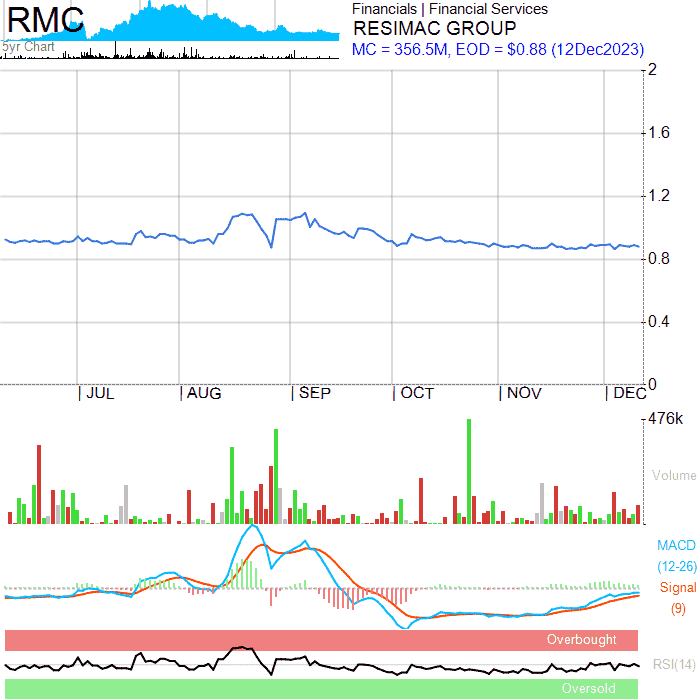 RMC
5yr Chart
Financials | Financial Services
RESIMAC GROUP
MC = 356.5M, EOD = $0.88 (12Dec2023)
2
1.6
1.2
0.8
0.4
0
JUL AUG SEP OCT NOV DEC
476k
Volume
MACD
(12-26)
Signal
(9)
Overbought
RSI(14)
Oversold